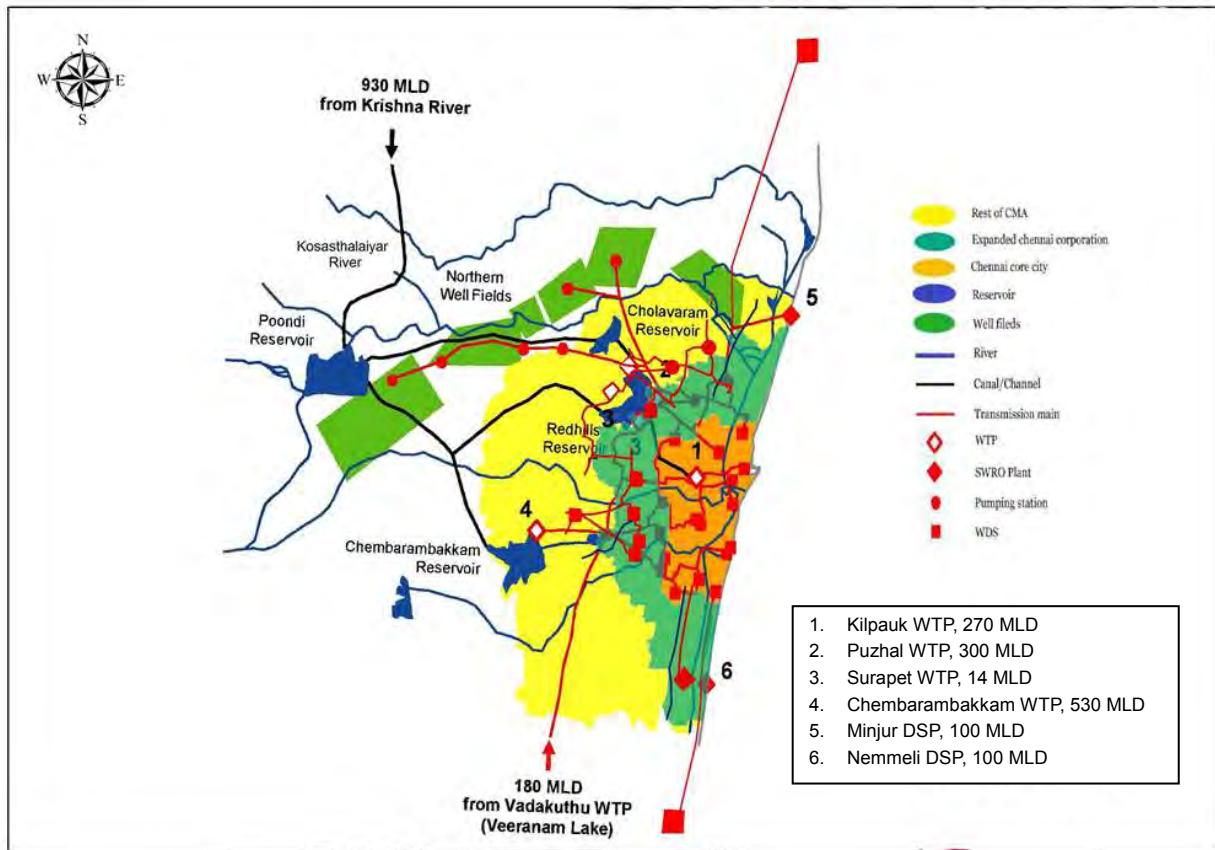 N
W E
S
930 MLD
from Krishna River
Kosasthalaiyar
River
Northern
Well Fields
Poondi
Reservoir
Cholavaram
Reservoir
5
2
3
Redhills
Reservoir
3
1
4
Chembarambakkam
Reservoir
6
180 MLD
from Vadakuthu WTP
(Veeranam Lake)
Rest of CMA
Expanded chennai corporation
Chennai core city
Reservoir
Well fileds
River
Canal/Channel
Transmission main
WTP
SWRO Plant
Pumping station
WDS
1. Kilpauk WTP, 270 MLD
2. Puzhal WTP, 300 MLD
3. Surapet WTP, 14 MLD
4. Chembarambakkam WTP, 530 MLD
5. Minjur DSP, 100 MLD
6. Nemmeli DSP, 100 MLD